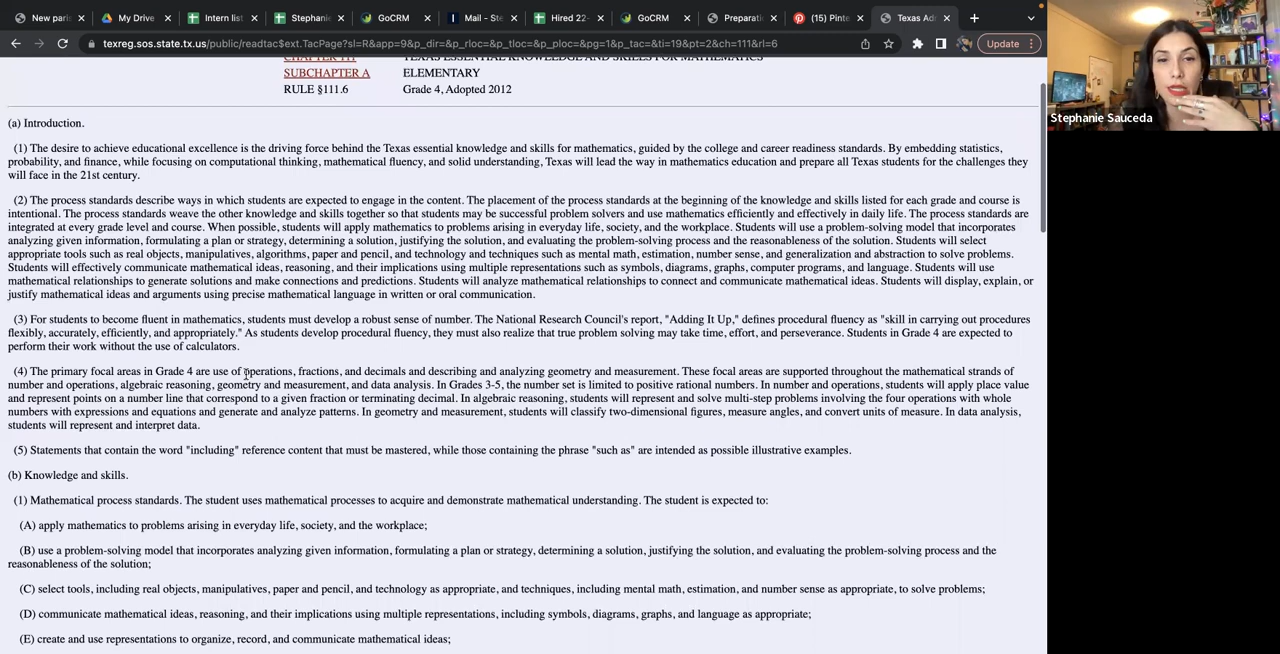 New pari
My Drive
Intern list
Stephanie
GoCRM
Mail - Ste
Hired 22-
GoCRM
Preparati
(15) Pinte
Texas Adm
texreg.sos.state.tx.us/public/readtac$ext.TacPage?sl=R&app=9&p_dir=&p_rloc=&p_tloc=&p_ploc=&pg=1&p_tac=&ti=19&pt=2&ch=111&rl=6
Update
CHAPTER 111 TEXAS ESSENTIAL KNOWLEDGE AND SKILLS FOR MATHEMATICS
SUBCHAPTER A ELEMENTARY
RULE §111.6 Grade 4, Adopted 2012
Stephanie Sauceda
(a) Introduction.
(1) The desire to achieve educational excellence is the driving force behind the Texas essential knowledge and skills for mathematics, guided by the college and career readiness standards. By embedding statistics,
probability, and finance, while focusing on computational thinking, mathematical fluency, and solid understanding, Texas will lead the way in mathematics education and prepare all Texas students for the challenges they
will face in the 21st century.
(2) The process standards describe ways in which students are expected to engage in the content. The placement of the process standards at the beginning of the knowledge and skills listed for each grade and course is
intentional. The process standards weave the other knowledge and skills together so that students may be successful problem solvers and use mathematics efficiently and effectively in daily life. The process standards are
integrated at every grade level and course. When possible, students will apply mathematics to problems arising in everyday life, society, and the workplace. Students will use a problem-solving model that incorporates
analyzing given information, formulating a plan or strategy, determining a solution, justifying the solution, and evaluating the problem-solving process and the reasonableness of the solution. Students will select
appropriate tools such as real objects, manipulatives, algorithms, paper and pencil, and technology and techniques such as mental math, estimation, number sense, and generalization and abstraction to solve problems.
Students will effectively communicate mathematical ideas, reasoning, and their implications using multiple representations such as symbols, diagrams, graphs, computer programs, and language. Students will use
mathematical relationships to generate solutions and make connections and predictions. Students will analyze mathematical relationships to connect and communicate mathematical ideas. Students will display, explain, or
justify mathematical ideas and arguments using precise mathematical language in written or oral communication.
(3) For students to become fluent in mathematics, students must develop a robust sense of number. The National Research Council's report, "Adding It Up," defines procedural fluency as "skill in carrying out procedures
flexibly, accurately, efficiently, and appropriately." As students develop procedural fluency, they must also realize that true problem solving may take time, effort, and perseverance. Students in Grade 4 are expected to
perform their work without the use of calculators.
(4) The primary focal areas in Grade 4 are use of operations, fractions, and decimals and describing and analyzing geometry and measurement. These focal areas are supported throughout the mathematical strands of
number and operations, algebraic reasoning, geometry and measurement, and data analysis. In Grades 3-5, the number set is limited to positive rational numbers. In number and operations, students will apply place value
and represent points on a number line that correspond to a given fraction or terminating decimal. In algebraic reasoning, students will represent and solve multi-step problems involving the four operations with whole
numbers with expressions and equations and generate and analyze patterns. In geometry and measurement, students will classify two-dimensional figures, measure angles, and convert units of measure. In data analysis,
students will represent and interpret data.
(5) Statements that contain the word "including" reference content that must be mastered, while those containing the phrase "such as" are intended as possible illustrative examples.
(b) Knowledge and skills.
(1) Mathematical process standards. The student uses mathematical processes to acquire and demonstrate mathematical understanding. The student is expected to:
(A) apply mathematics to problems arising in everyday life, society, and the workplace;
(B) use a problem-solving model that incorporates analyzing given information, formulating a plan or strategy, determining a solution, justifying the solution, and evaluating the problem-solving process and the
reasonableness of the solution;
(C) select tools, including real objects, manipulatives, paper and pencil, and technology as appropriate, and techniques, including mental math, estimation, and number sense as appropriate, to solve problems;
(D) communicate mathematical ideas, reasoning, and their implications using multiple representations, including symbols, diagrams, graphs, and language as appropriate;
(E) create and use representations to organize, record, and communicate mathematical ideas;